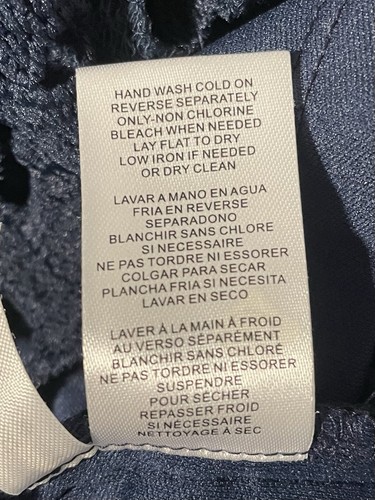 HAND WASH COLD ON
REVERSE SEPARATELY
ONLY-NON CHLORINE
BLEACH WHEN NEEDED
LAY FLAT TO DRY
LOW IRON IF NEEDED
OR DRY CLEAN
LAVAR A MANO EN AGUA
FRIA EN REVERSE
SEPARADONO
BLANCHIR SANS CHLORE
SI NECESSAIRE
NE PAS TORDRE NI ESSORER
COLGAR PARA SECAR
PLANCHA FRIA SI NECESITA
LAVAR EN SECO
LAVER À LA MAIN À FROID
AU VERSO SÉPARÉMENT
BLANCHIR SANS CHLORÉ
NE PAS TORDRE NI ESSORER
SUSPENDRE
POUR SÉCHER
REPASSER FROID
SI NÉCESSAIRE
NETTOYAGE À SEC